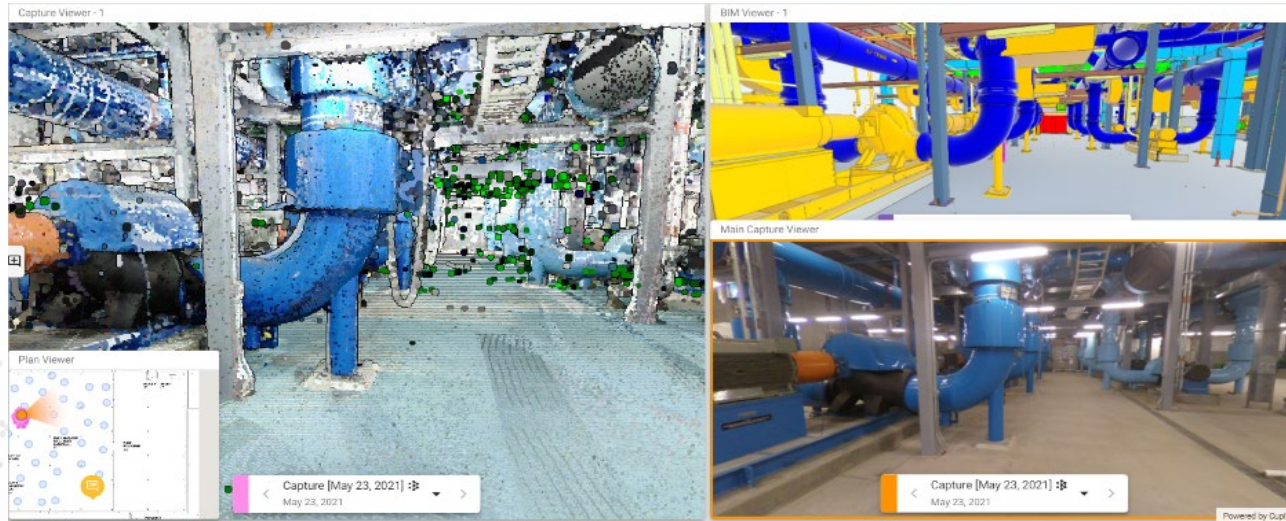 Capture Viewer - 1
BIM Viewer - 1
Main Capture Viewer
Plan Viewer
Capture [May 23, 2021]
May 23, 2021
Capture [May 23, 2021]
May 23, 2021